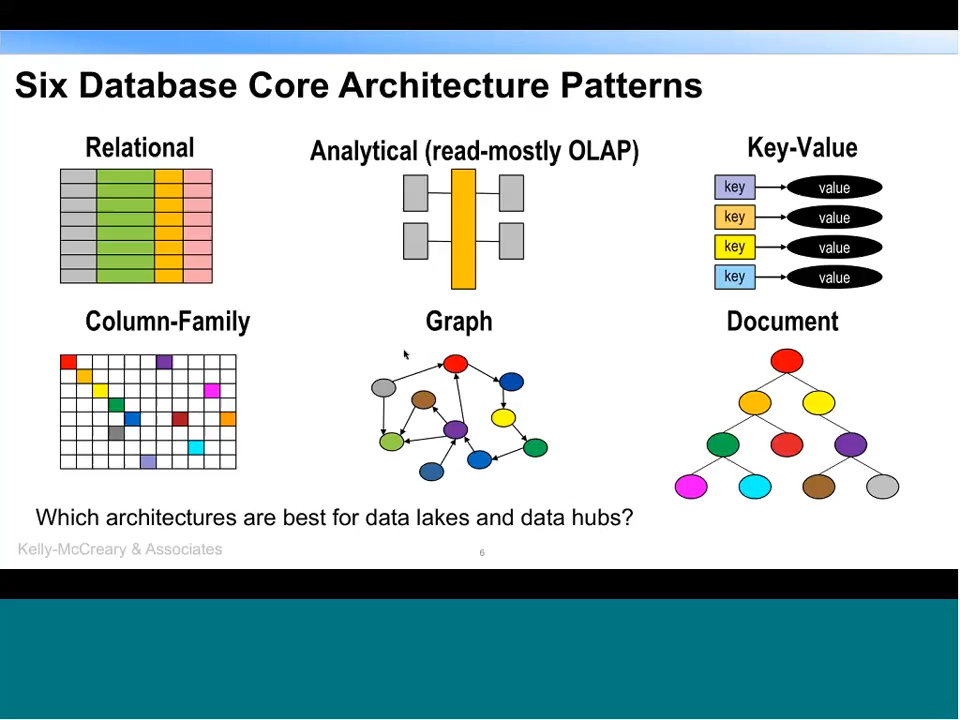 Six Database Core Architecture Patterns
Relational
Analytical (read-mostly OLAP)
Key-Value
key value
key value
key value
key value
Column-Family
Graph
Document
Which architectures are best for data lakes and data hubs?
Kelly-McCreary & Associates
6